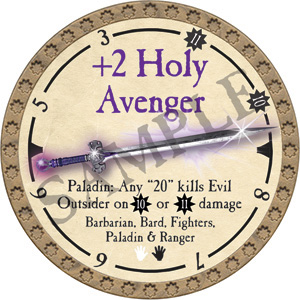 3 11
+2 Holy
Avenger
5
10
SAMPLE
Paladin: Any "20" kills Evil
Outsider on 10 or 11 damage
Barbarian, Bard, Fighters,
Paladin & Ranger
6 8
9 7